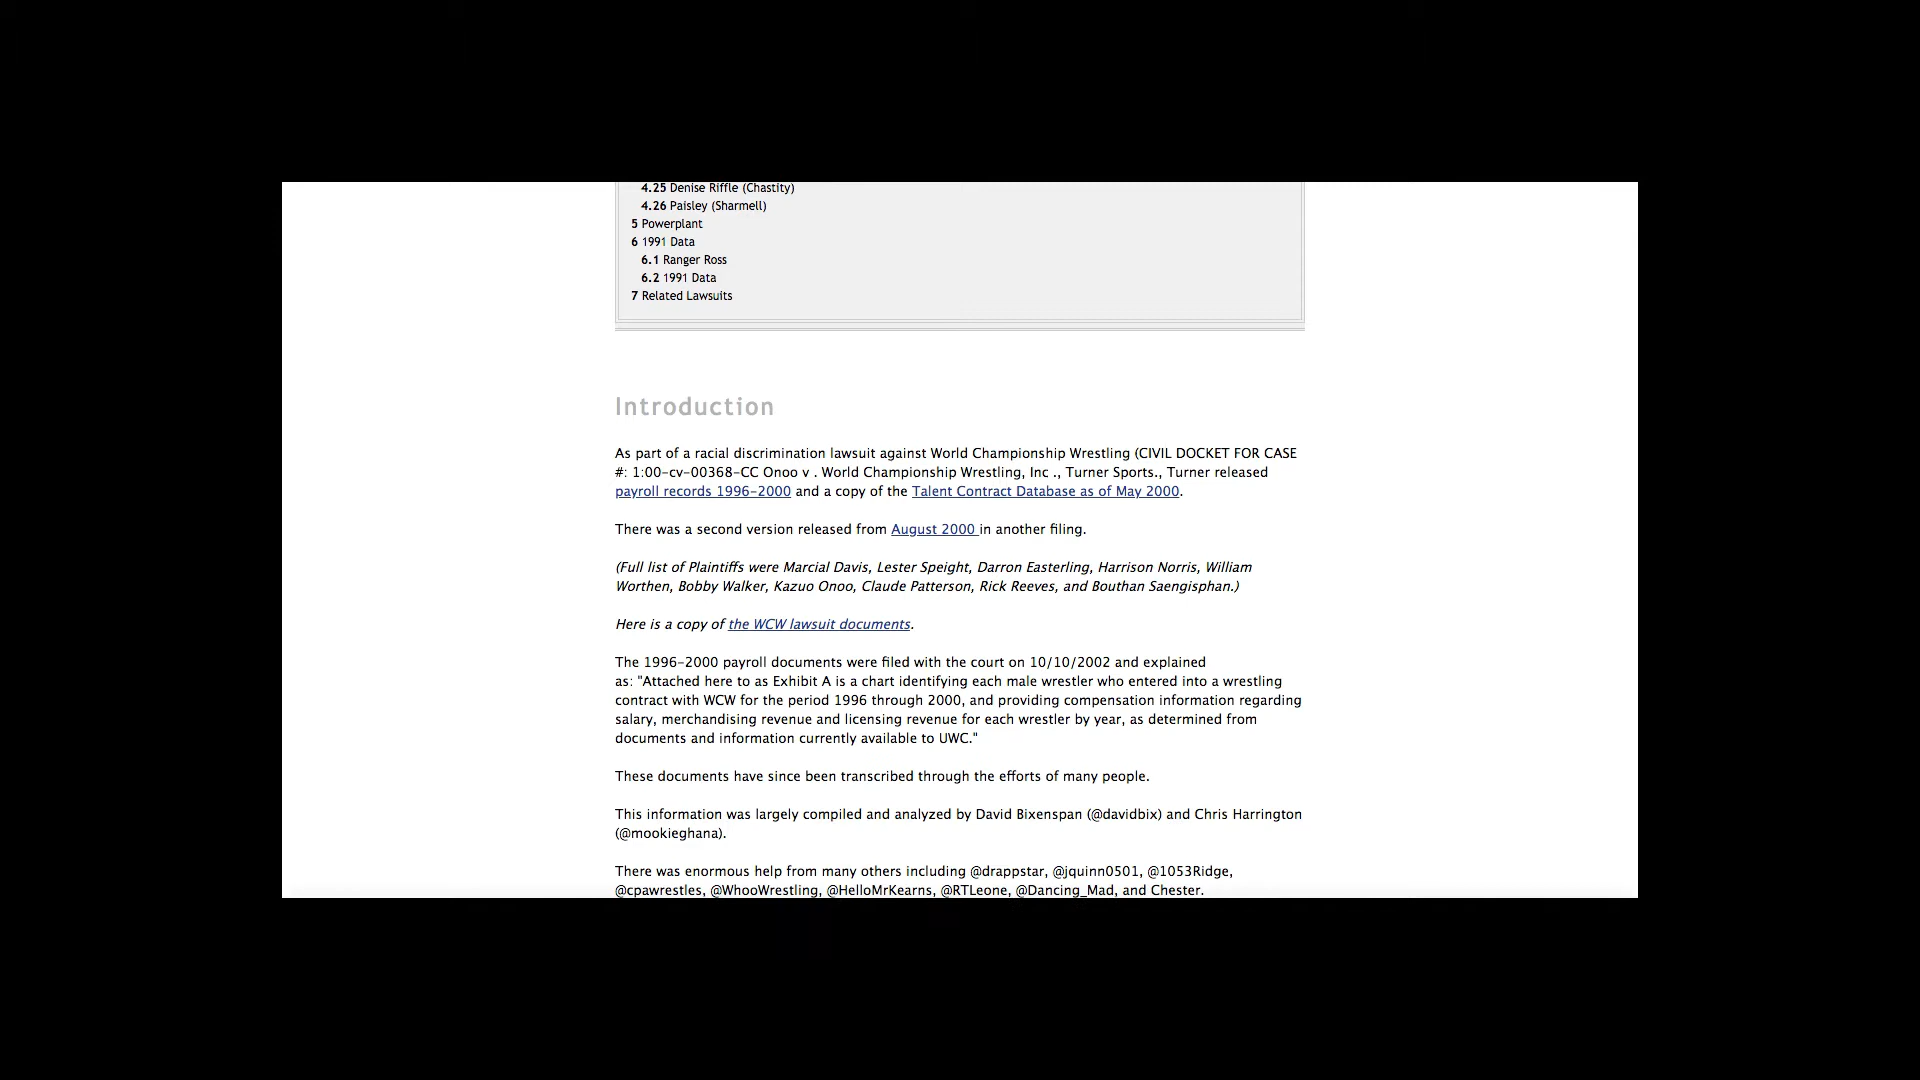 4.25 Denise Riffle (Chastity)
4.26 Paisley (Sharmell)
5 Powerplant
6 1991 Data
6.1 Ranger Ross
6.2 1991 Data
7 Related Lawsuits
Introduction
As part of a racial discrimination lawsuit against World Championship Wrestling (CIVIL DOCKET FOR CASE
#: 1:00-cv-00368-CC Onoo v . World Championship Wrestling, Inc ., Turner Sports., Turner released
payroll records 1996-2000 and a copy of the Talent Contract Database as of May 2000.
There was a second version released from August 2000 in another filing.
(Full list of Plaintiffs were Marcial Davis, Lester Speight, Darron Easterling, Harrison Norris, William
Worthen, Bobby Walker, Kazuo Onoo, Claude Patterson, Rick Reeves, and Bouthan Saengisphan.)
Here is a copy of the WCW lawsuit documents.
The 1996-2000 payroll documents were filed with the court on 10/10/2002 and explained
as: "Attached here to as Exhibit A is a chart identifying each male wrestler who entered into a wrestling
contract with WCW for the period 1996 through 2000, and providing compensation information regarding
salary, merchandising revenue and licensing revenue for each wrestler by year, as determined from
documents and information currently available to UWC."
These documents have since been transcribed through the efforts of many people.
This information was largely compiled and analyzed by David Bixenspan (@davidbix) and Chris Harrington
(@mookieghana).
There was enormous help from many others including @drappstar, @jquinn0501, @1053Ridge,
@cpawrestles, @WhooWrestling, @HelloMrKearns, @RTLeone, @Dancing_Mad, and Chester.